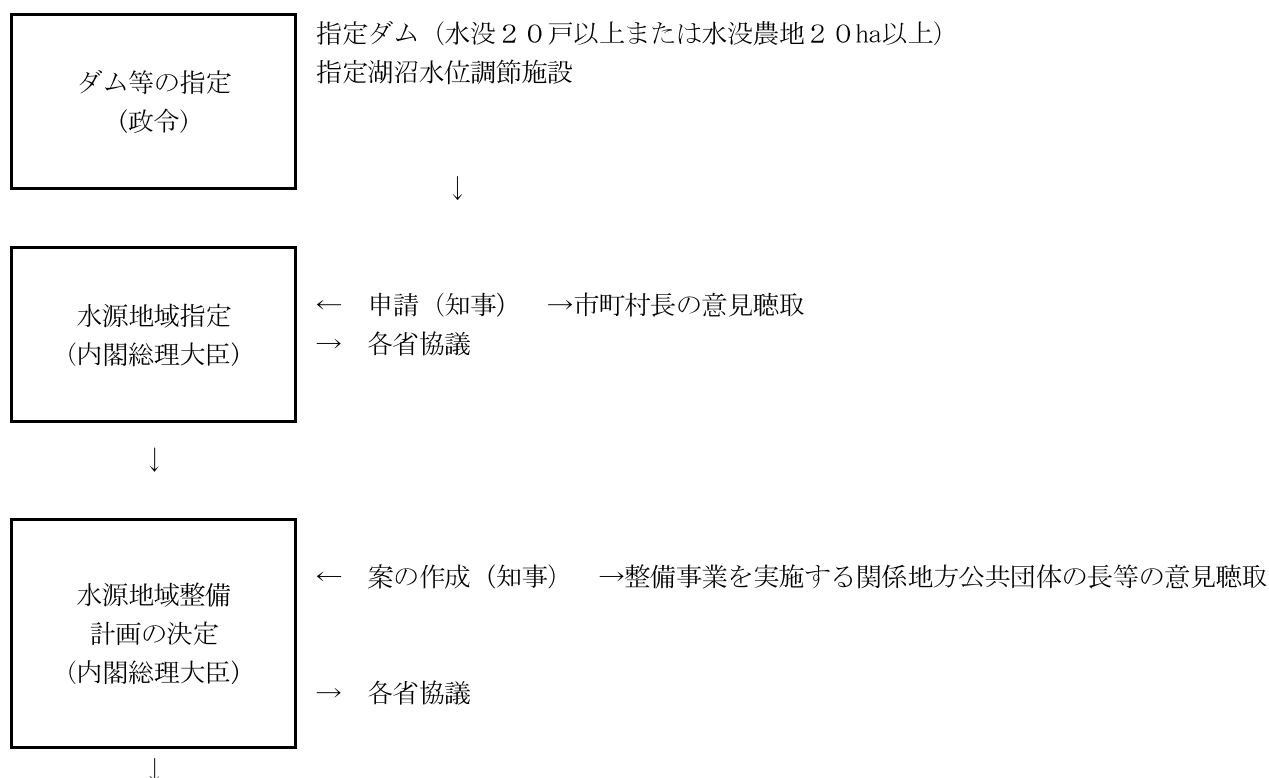 ダム等の指定
（政令）
指定ダム（水没２０戸以上または水没農地２０ha以上）
指定湖沼水位調節施設
↓
水源地域指定
（内閣総理大臣）
←　申請（知事）　→市町村長の意見聴取
→　各省協議
↓
水源地域整備
計画の決定
（内閣総理大臣）
←　案の作成（知事）　→整備事業を実施する関係地方公共団体の長等の意見聴取
→　各省協議
↓